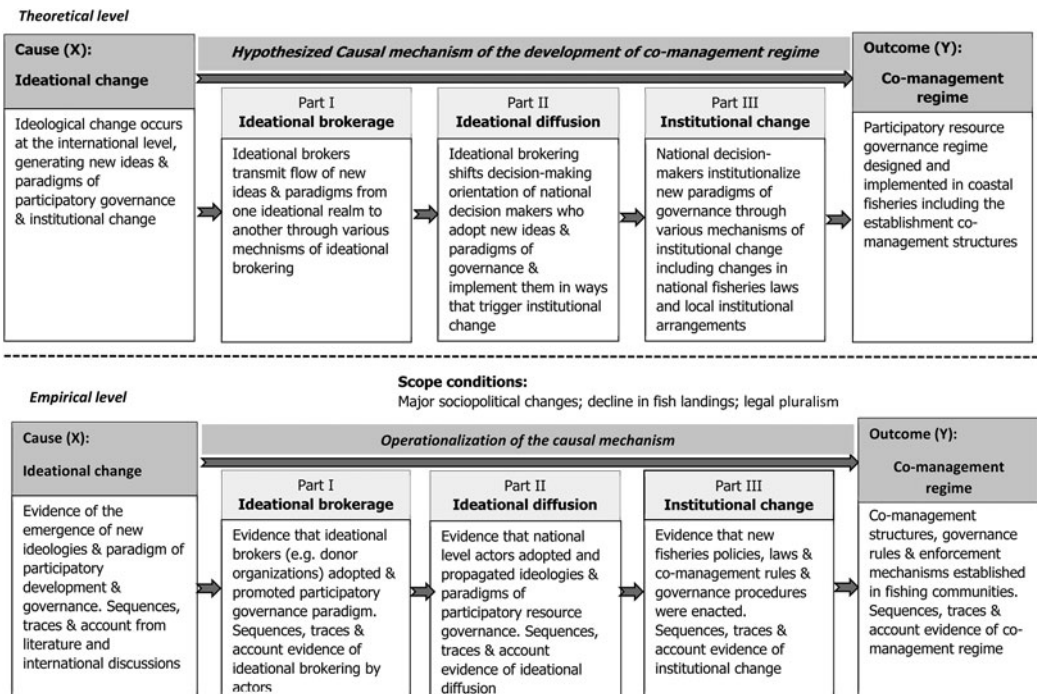 Theoretical level
Cause (X):
Ideational change
Ideological change occurs
at the international level,
generating new ideas &
paradigms of
participatory governance
& institutional change
Hypothesized Causal mechanism of the development of co-management regime
Part I
Ideational brokerage
Ideational brokers
transmit flow of new
ideas & paradigms from
one ideational realm to
another through various
mechnisms of ideational
brokering
Part II
Ideational diffusion
Ideational brokering
shifts decision-making
orientation of national
decision makers who
adopt new ideas &
paradigms of
governance &
implement them in ways
that trigger institutional
change
Part III
Institutional change
National decision-
makers institutionalize
new paradigms of
governance through
various mechanisms of
institutional change
including changes in
national fisheries laws
and local institutional
arrangements
Outcome (Y):
Co-management
regime
Participatory resource
governance regime
designed and
implemented in coastal
fisheries including the
establishment co-
management structures
Empirical level
Scope conditions:
Major sociopolitical changes; decline in fish landings; legal pluralism
Cause (X):
Ideational change
Evidence of the
emergence of new
ideologies & paradigm of
participatory
development &
governance. Sequences,
traces & account from
literature and
international discussions
Operationalization of the causal mechanism
Part I
Ideational brokerage
Evidence that ideational
brokers (e.g. donor
organizations) adopted &
promoted participatory
governance paradigm.
Sequences, traces &
account evidence of
ideational brokering by
actors
Part II
Ideational diffusion
Evidence that national
level actors adopted and
propagated ideologies &
paradigms of
participatory resource
governance. Sequences,
traces & account
evidence of ideational
diffusion
Part III
Institutional change
Evidence that new
fisheries policies, laws &
co-management rules &
governance procedures
were enacted.
Sequences, traces &
account evidence of
institutional change
Outcome (Y):
Co-management
regime
Co-management
structures, governance
rules & enforcement
mechanisms established
in fishing communities.
Sequences, traces &
account evidence of co-
management regime